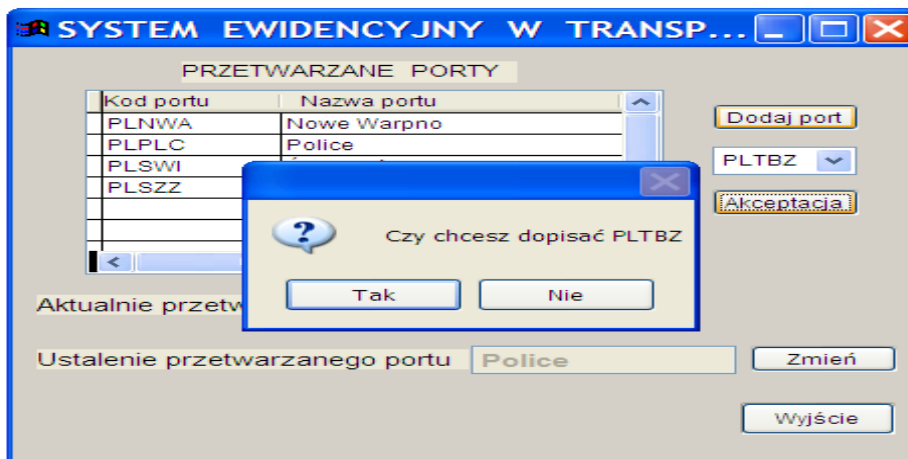 SYSTEM EWIDENCYJNY W TRANSP...
PRZETWARZANE PORTY
Kod portu Nazwa portu
PLNWA Nowe Warpno
PLPLC Police
PLSWI
PLSZZ
Dodaj port
PLTBZ
Akceptacja
Czy chcesz dopisać PLTBZ
Tak Nie
Aktualnie
Ustalenie przetwarzanego portu Police Zmień
Wyjście